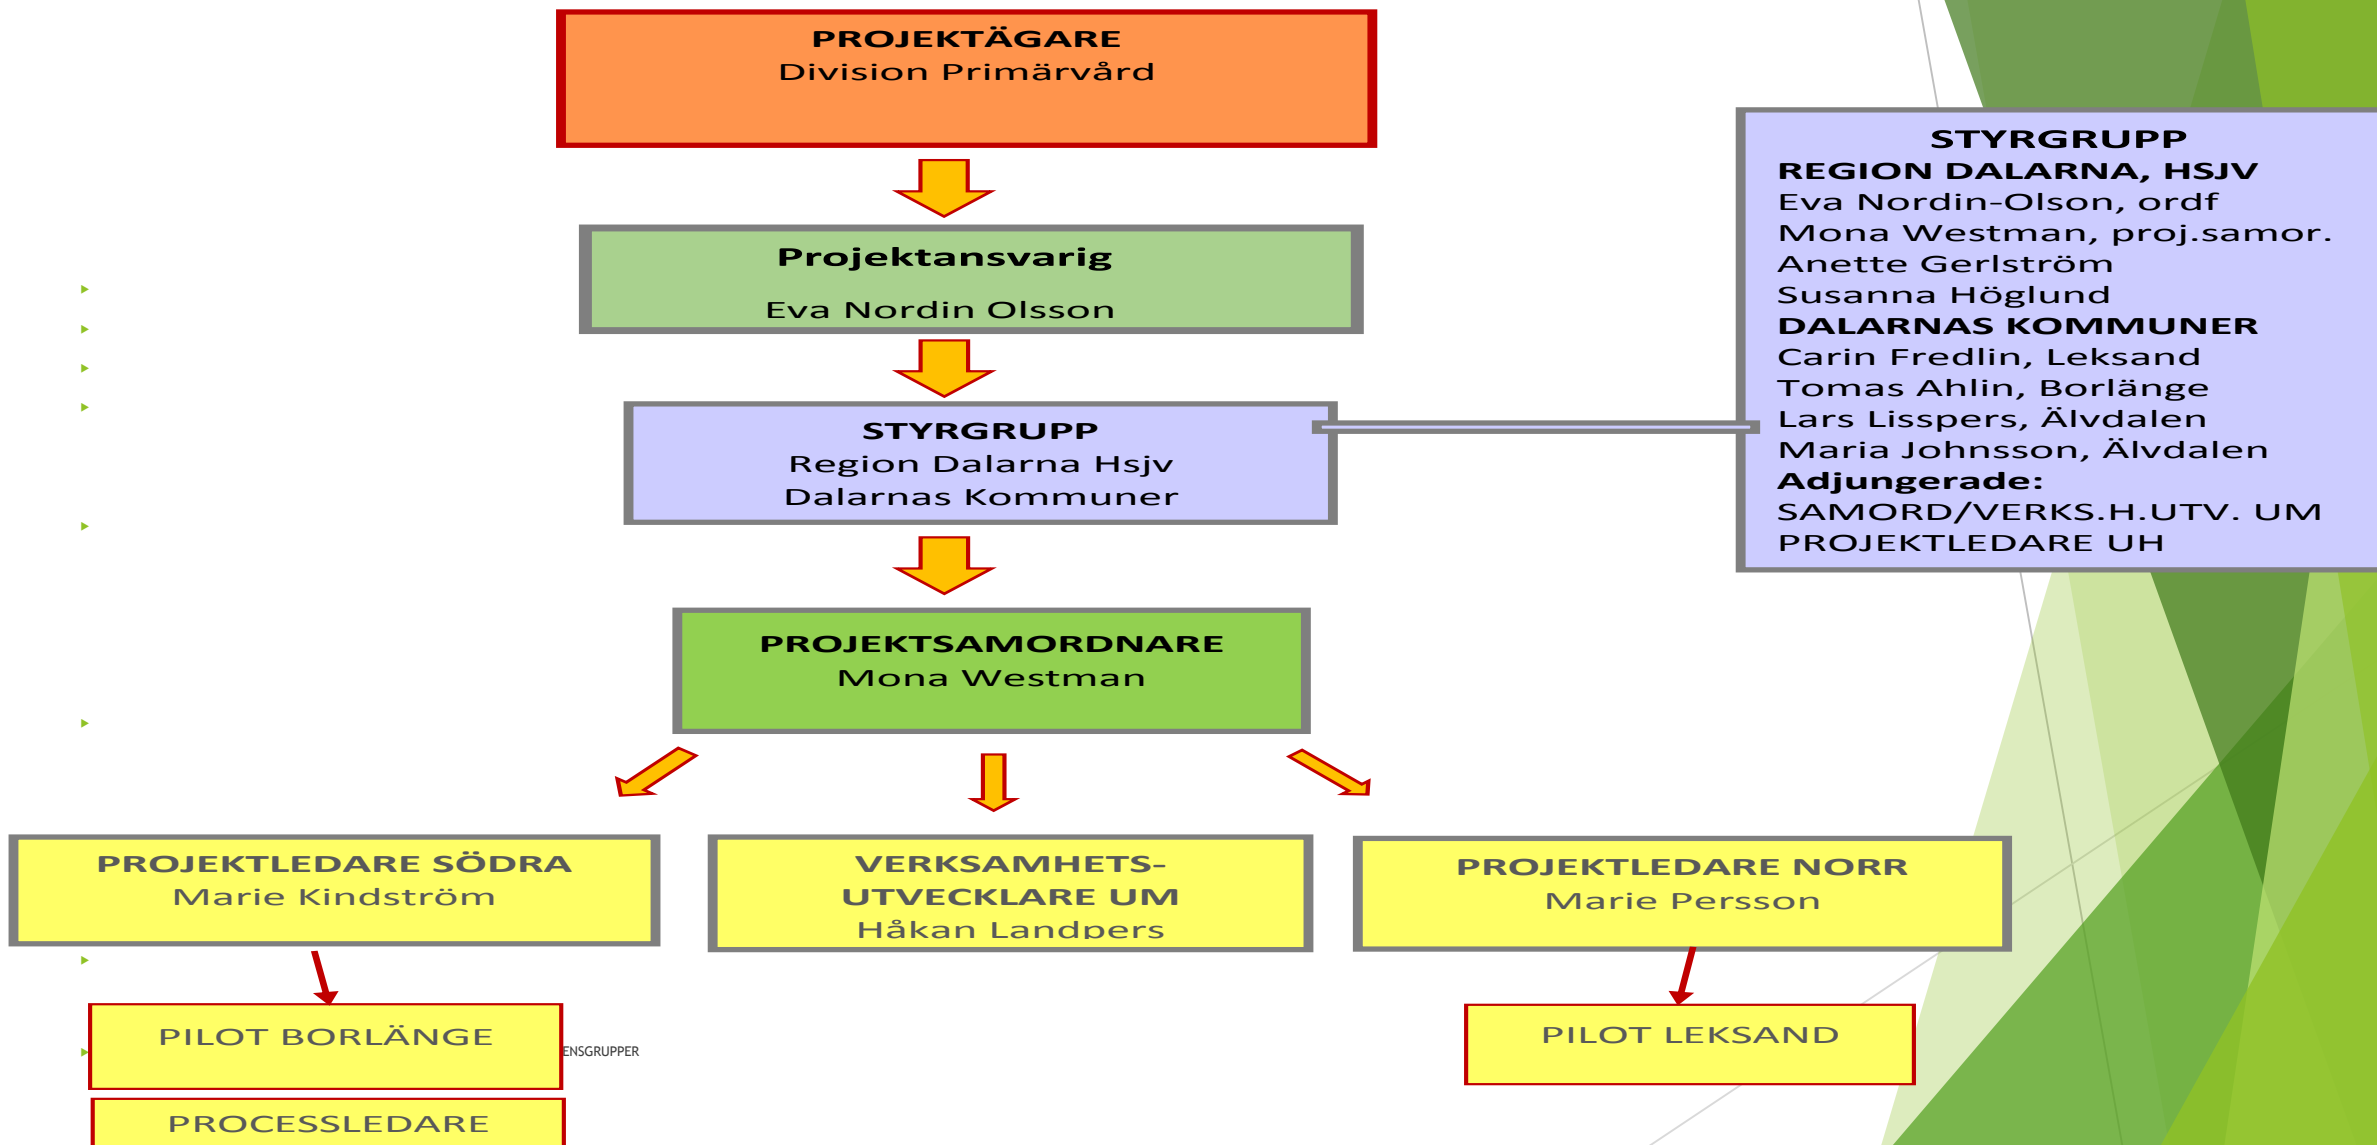 PROJEKTÄGARE
Division Primärvård
Projektansvarig
Eva Nordin Olsson
STYRGRUPP
Region Dalarna Hsjv
Dalarnas Kommuner
STYRGRUPP
REGION DALARNA, HSJV
Eva Nordin-Olson, ordf
Mona Westman, proj.samor.
Anette Gerlström
Susanna Höglund
DALARNAS KOMMUNER
Carin Fredlin, Leksand
Tomas Ahlin, Borlänge
Lars Lisspers, Älvdalen
Maria Johnsson, Älvdalen
Adjungerade:
SAMORD/VERKS.H.UTV. UM
PROJEKTLEDARE UH
PROJEKTSAMORDNARE
Mona Westman
PROJEKTLEDARE SÖDRA
Marie Kindström
VERKSAMHETS-
UTVECKLARE UM
Håkan Landpers
PROJEKTLEDARE NORR
Marie Persson
PILOT BORLÄNGE
ENSGRUPPER
PILOT LEKSAND
PROCESSLEDARE